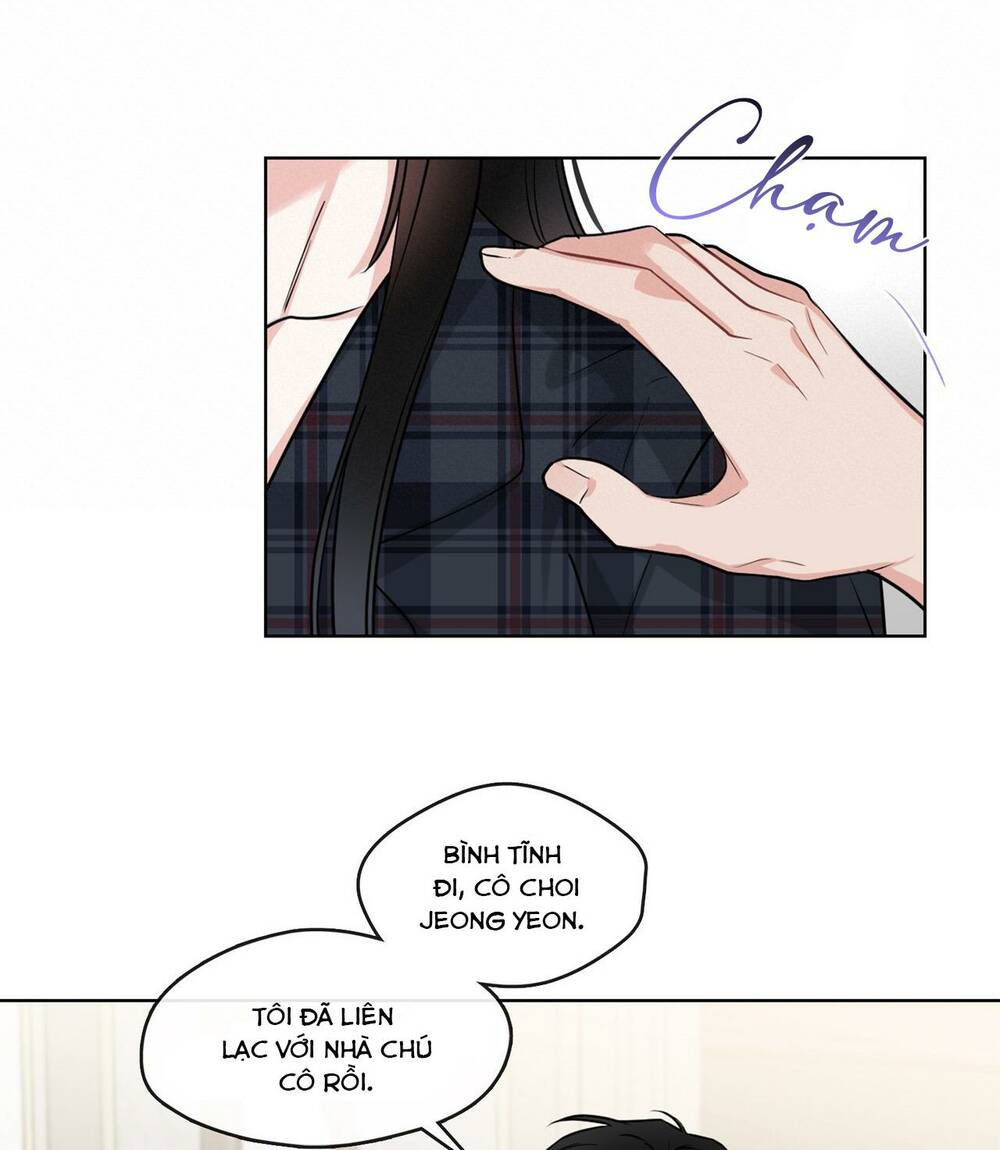 Chạm
BÌNH TĨNH
ĐI, CÔ CHOI
JEONG YEON.
TÔI ĐÃ LIÊN
LẠC VỚI NHÀ CHÚ
CÔ RỒI.